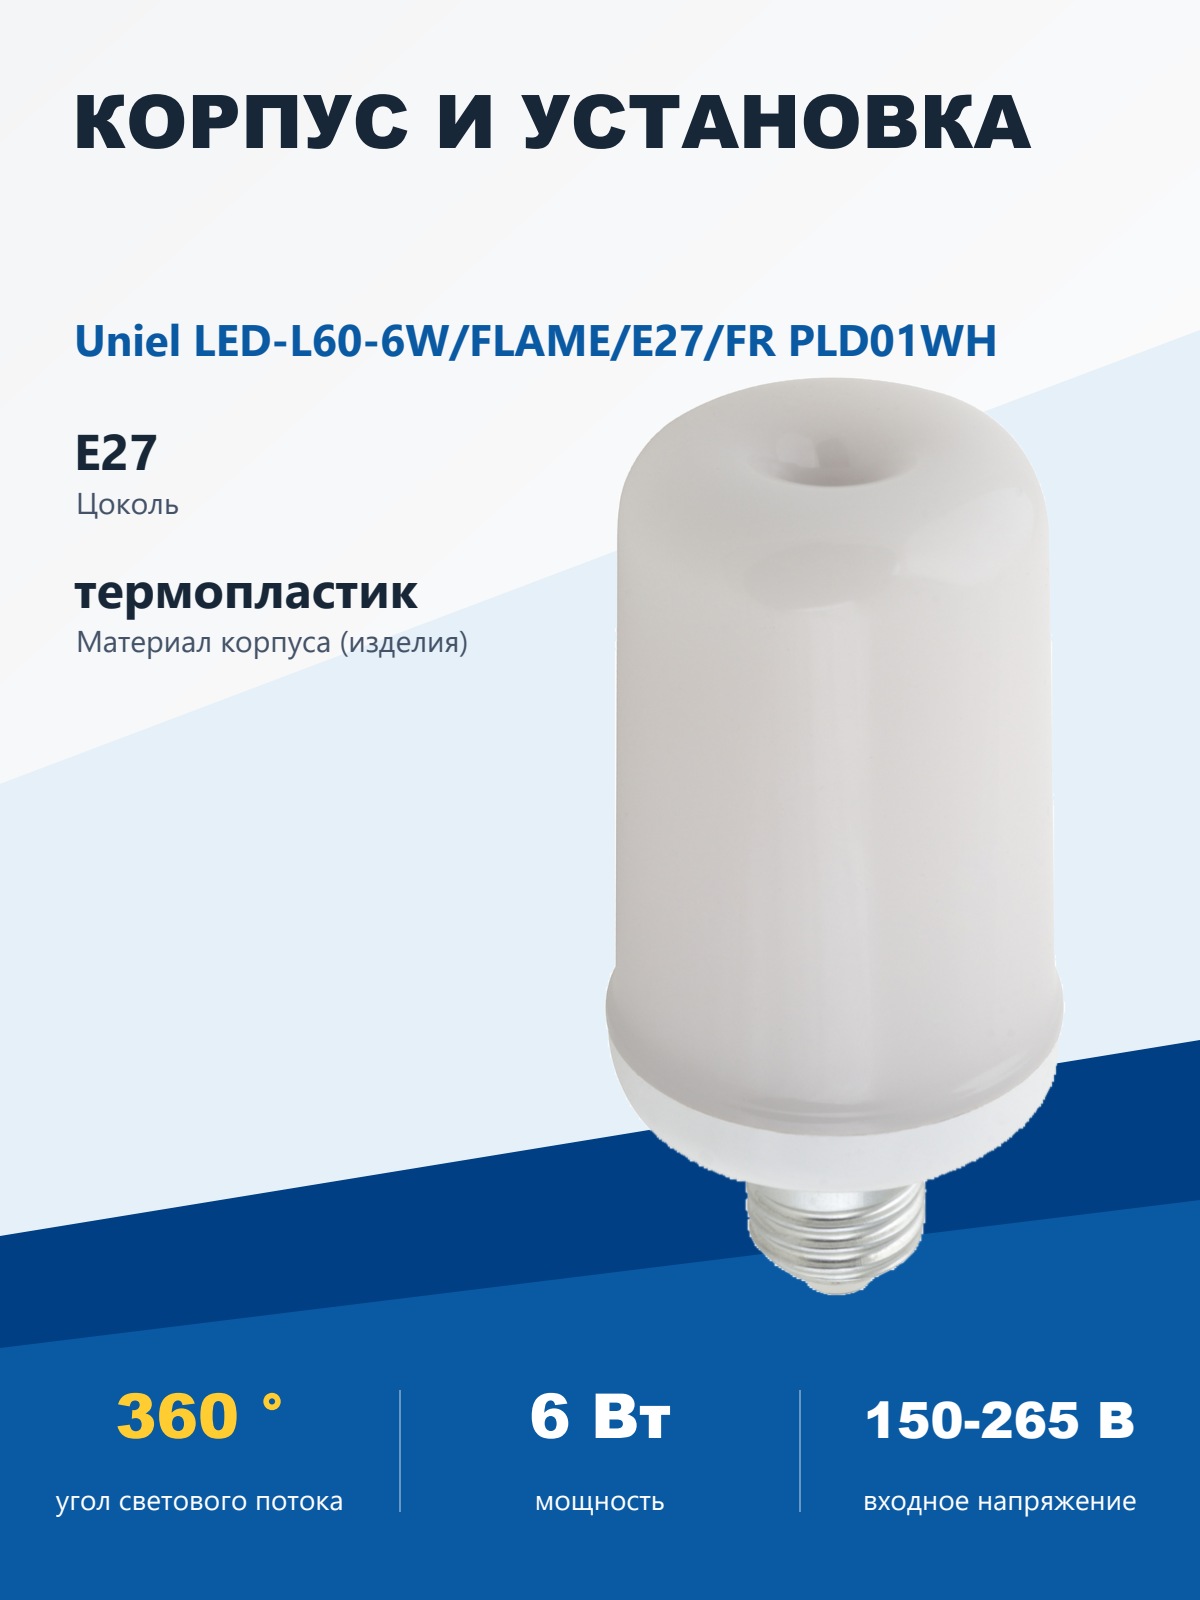 КОРПУС И УСТАНОВКА
Uniel LED-L60-6W/FLAME/E27/FR PLD01WH
E27
Цоколь
термопластик
Материал корпуса (изделия)
360 °
угол светового потока
6 Вт
мощность
150-265 В
входное напряжение